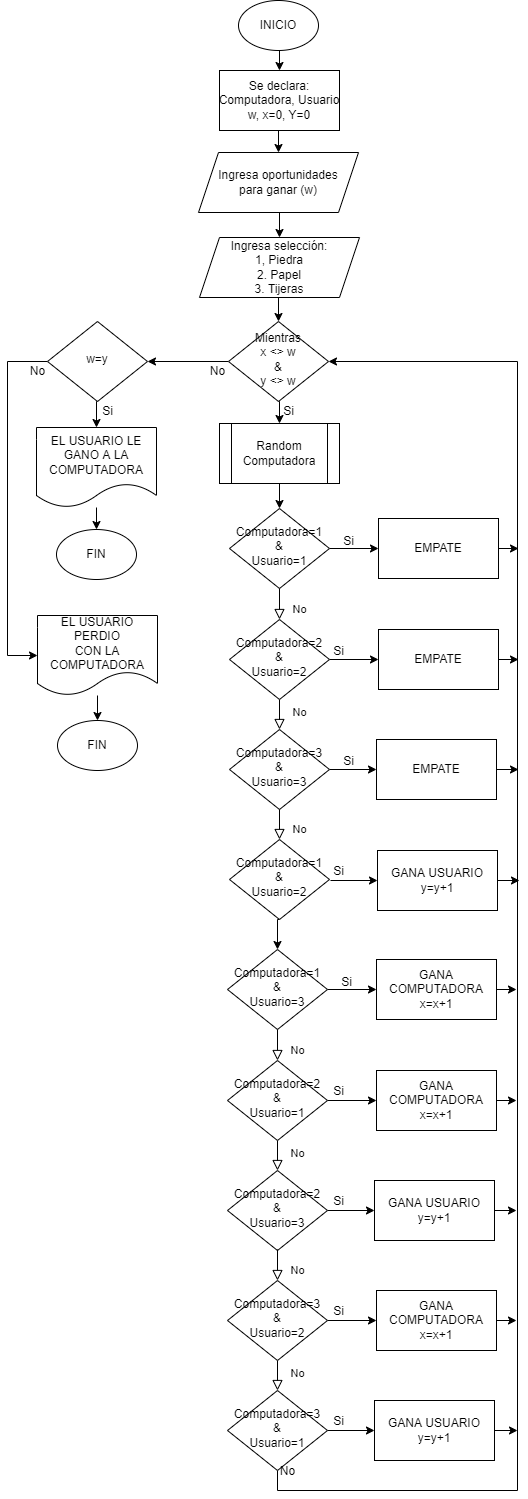 INICIO
Se declara:
Computadora, Usuario
w, x=0, Y=0
Ingresa oportunidades
para ganar (w)
Ingresa selección:
1, Piedra
2. Papel
3. Tijeras
Mientras
x <> w
&
y <> w
No
Si
w=y
No
Si
EL USUARIO LE
GANO A LA
COMPUTADORA
FIN
EL USUARIO
PERDIO
CON LA
COMPUTADORA
FIN
Random
Computadora
Computadora=1
&
Usuario=1
Si
EMPATE
No
Computadora=2
&
Usuario=2
Si
EMPATE
No
Computadora=3
&
Usuario=3
Si
EMPATE
No
Computadora=1
&
Usuario=2
Si
GANA USUARIO
y=y+1
Computadora=1
&
Usuario=3
Si
GANA
COMPUTADORA
x=x+1
No
Computadora=2
&
Usuario=1
Si
GANA
COMPUTADORA
x=x+1
No
Computadora=2
&
Usuario=3
Si
GANA USUARIO
y=y+1
No
Computadora=3
&
Usuario=2
Si
GANA
COMPUTADORA
x=x+1
No
Computadora=3
&
Usuario=1
Si
GANA USUARIO
y=y+1
No